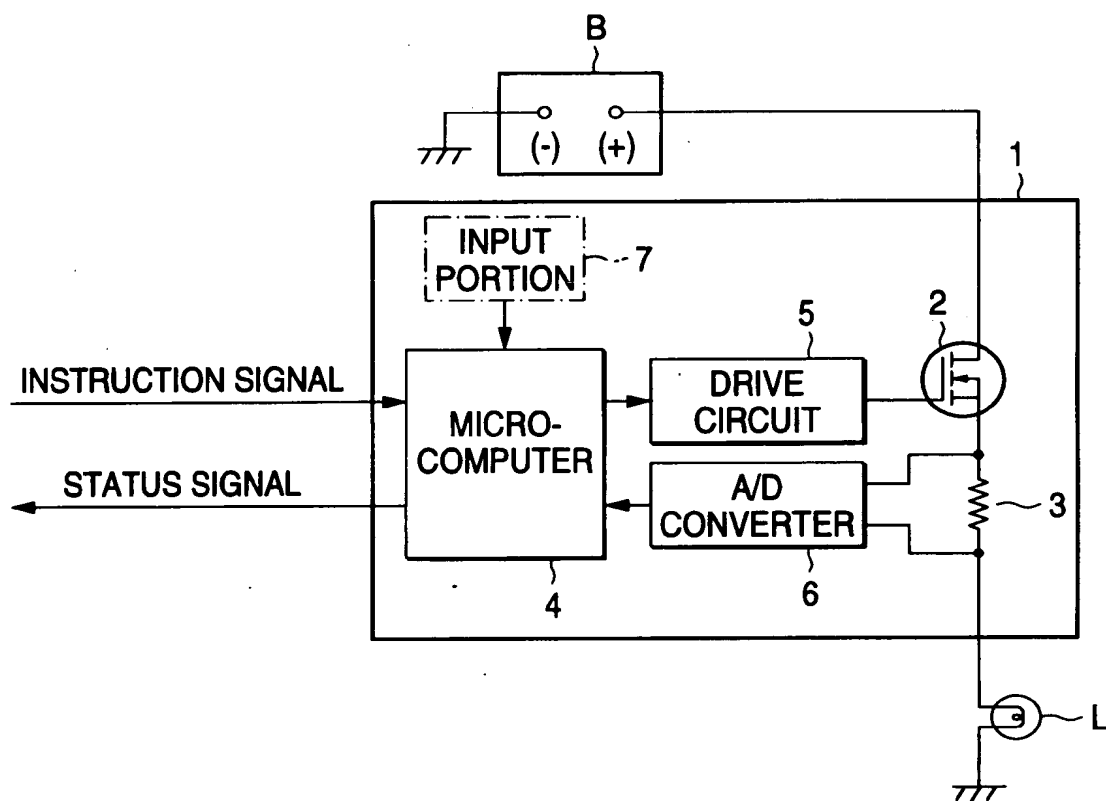 B
(-) (+)
1
INPUT
PORTION
7
2
5
INSTRUCTION SIGNAL
MICRO-
COMPUTER
DRIVE
CIRCUIT
STATUS SIGNAL
A/D
CONVERTER
3
4
6
L